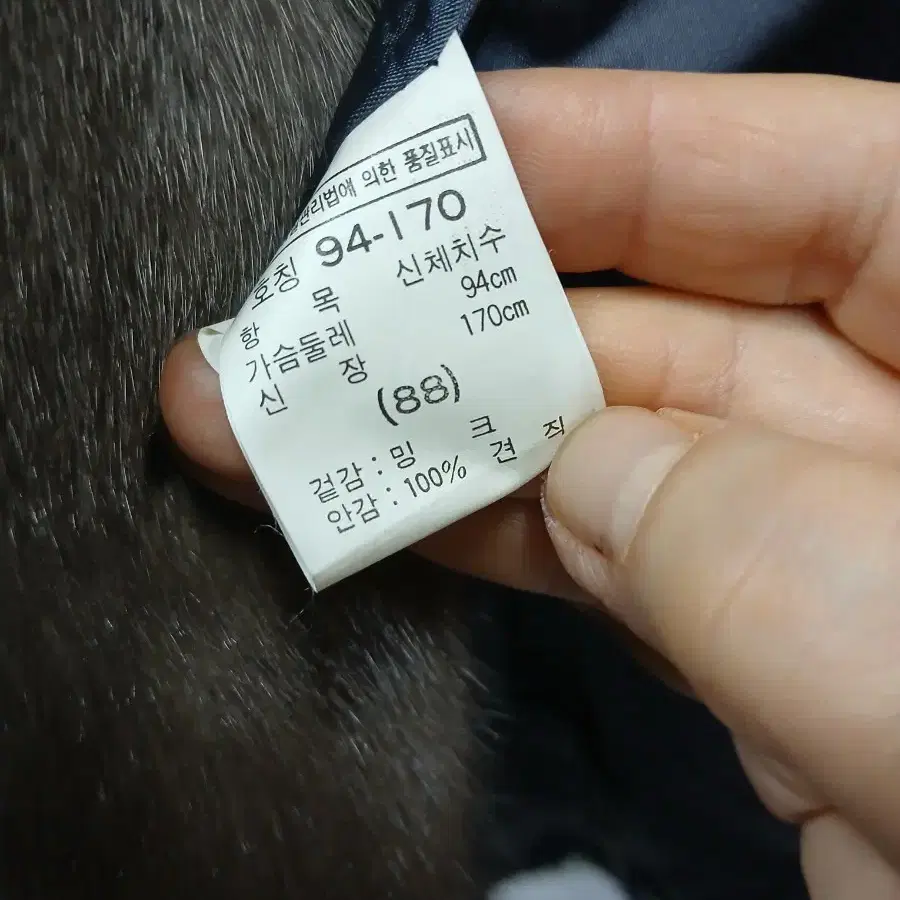 관리법에 의한 품질표시
호칭 94-170
항 목 신체치수
가슴둘레 94cm
신 장 170cm
(88)
겉감 : 밍 크
안감 : 100% 견 직